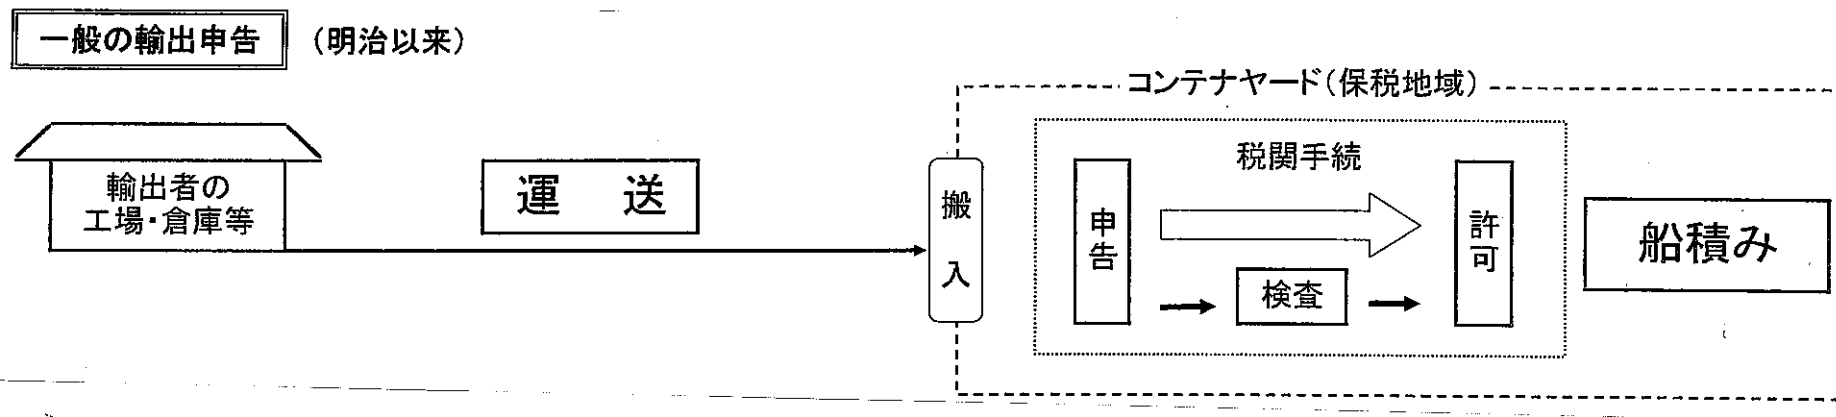 一般の輸出申告 (明治以来)
コンテナヤード(保税地域)
輸出者の
工場・倉庫等
運 送
搬入
税関手続
申告
検査
許可
船積み